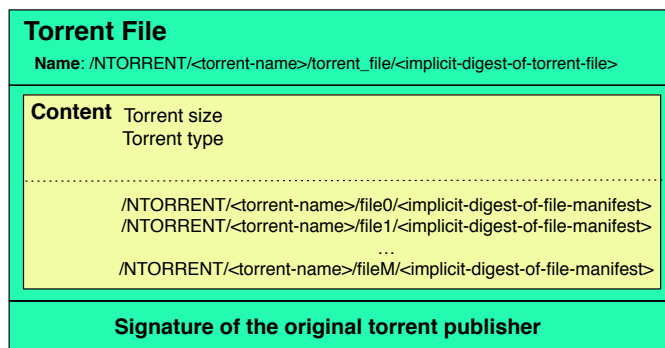 Torrent File
Name: /NTORRENT/<torrent-name>/torrent_file/<implicit-digest-of-torrent-file>
Content Torrent size
Torrent type
/NTORRENT/<torrent-name>/file0/<implicit-digest-of-file-manifest>
/NTORRENT/<torrent-name>/file1/<implicit-digest-of-file-manifest>
...
/NTORRENT/<torrent-name>/fileM/<implicit-digest-of-file-manifest>
Signature of the original torrent publisher